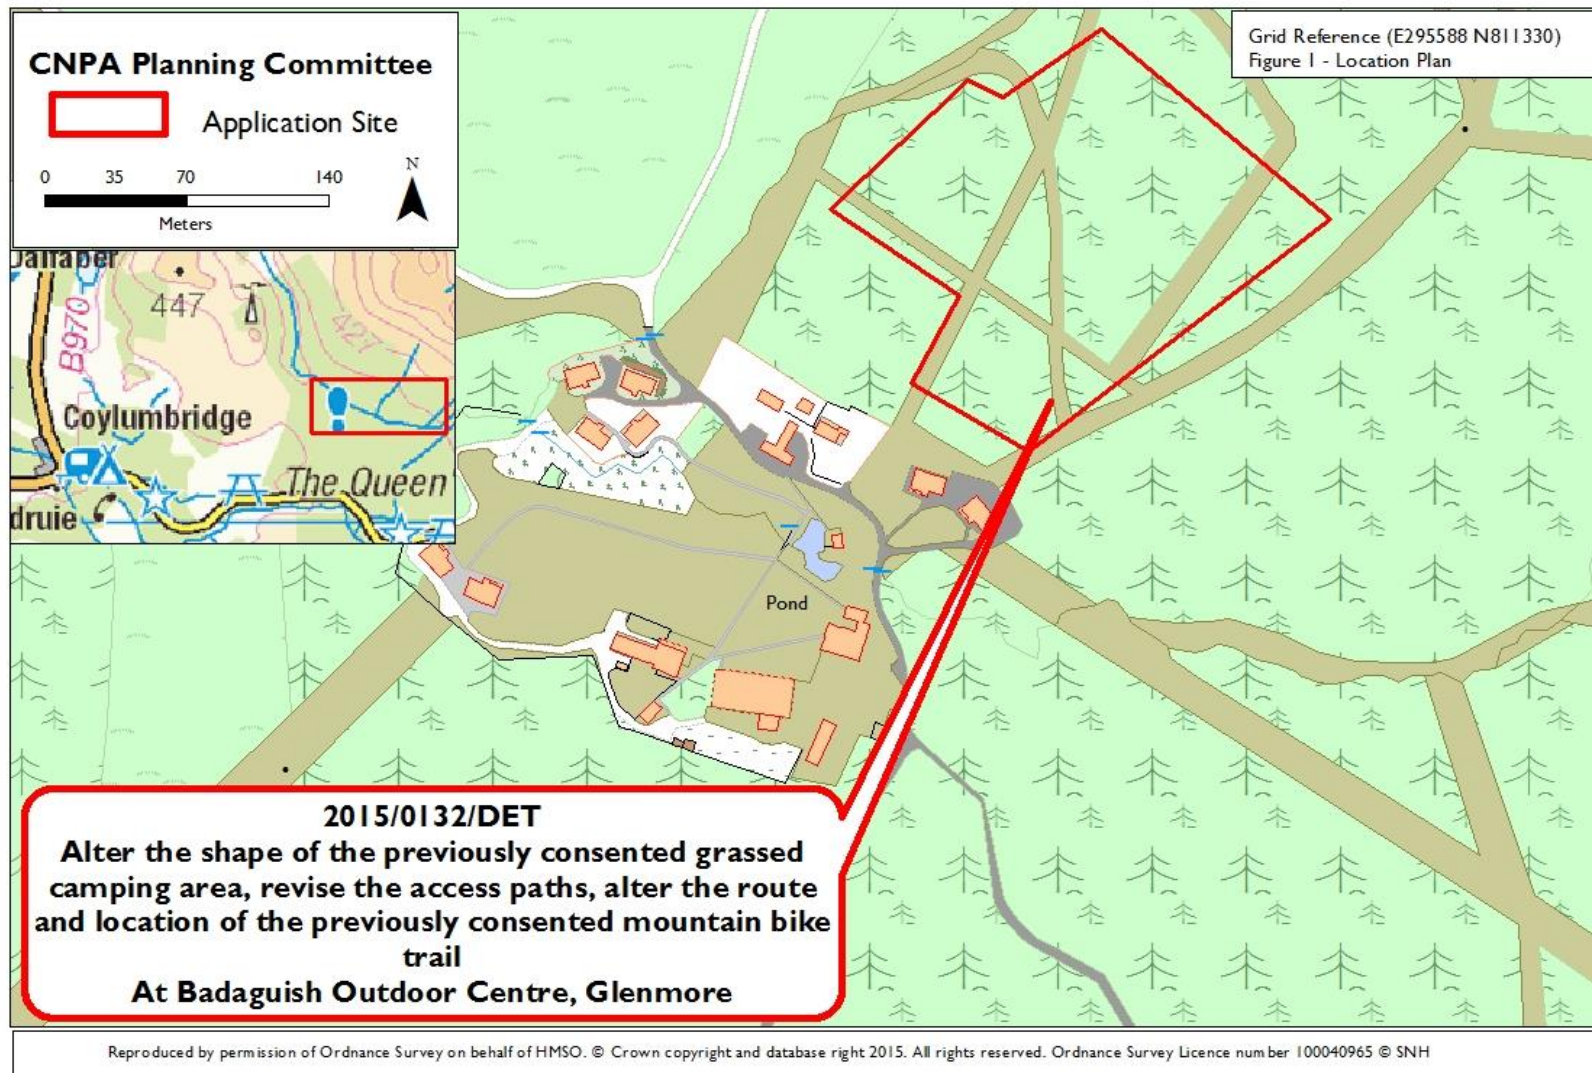 CNPA Planning Committee
Application Site
0 35 70 140
Meters
N
Grid Reference (E295588 N811330)
Figure 1 - Location Plan
447
B970
427
Coylumbridge
The Queen
druie
Pond
2015/0132/DET
Alter the shape of the previously consented grassed
camping area, revise the access paths, alter the route
and location of the previously consented mountain bike
trail
At Badaguish Outdoor Centre, Glenmore
Reproduced by permission of Ordnance Survey on behalf of HMSO. © Crown copyright and database right 2015. All rights reserved. Ordnance Survey Licence number 100040965 © SNH